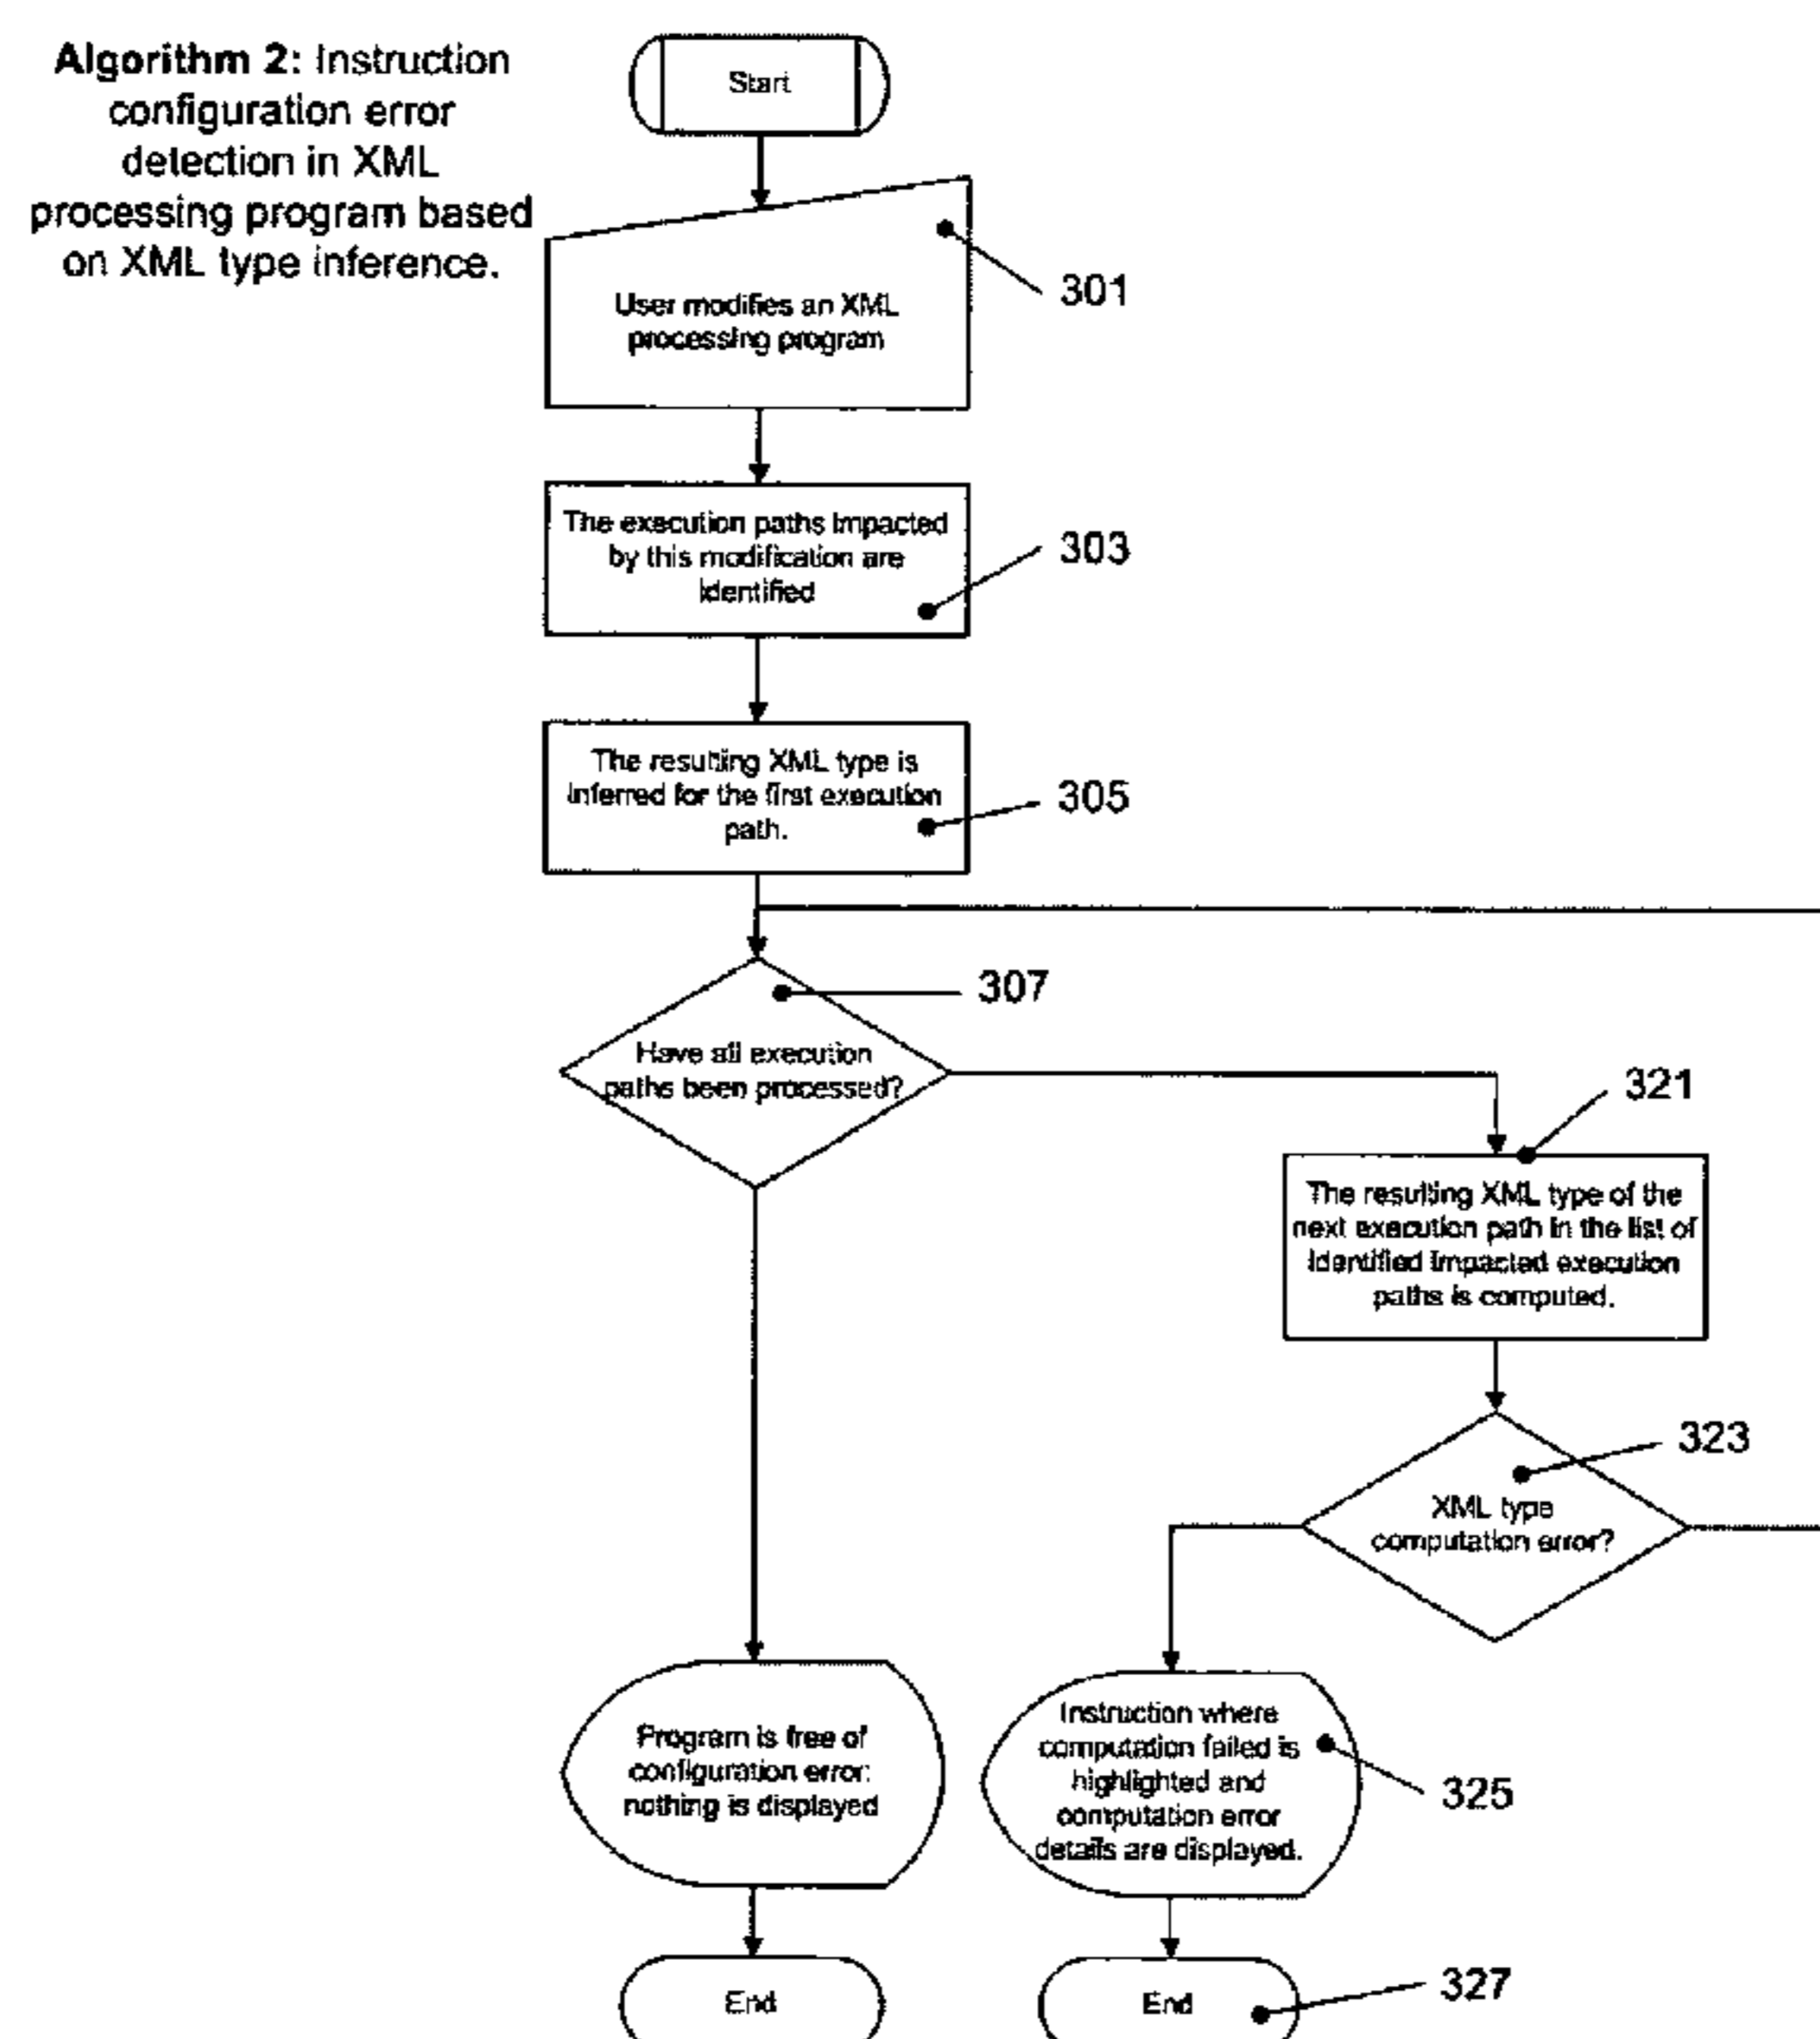 Algorithm 2: Instruction
configuration error
detection in XML
processing program based
on XML type inference.
Start
301
User modifies an XML
processing program
The execution paths impacted
by this modification are
identified
303
The resulting XML type is
inferred for the first execution
path.
305
307
Have all execution
paths been processed?
321
The resulting XML type of the
next execution path in the list of
identified impacted execution
paths is computed.
323
XML type
computation error?
Program is free of
configuration error:
nothing is displayed
Instruction where
computation failed is
highlighted and
computation error
details are displayed.
325
End
End
327